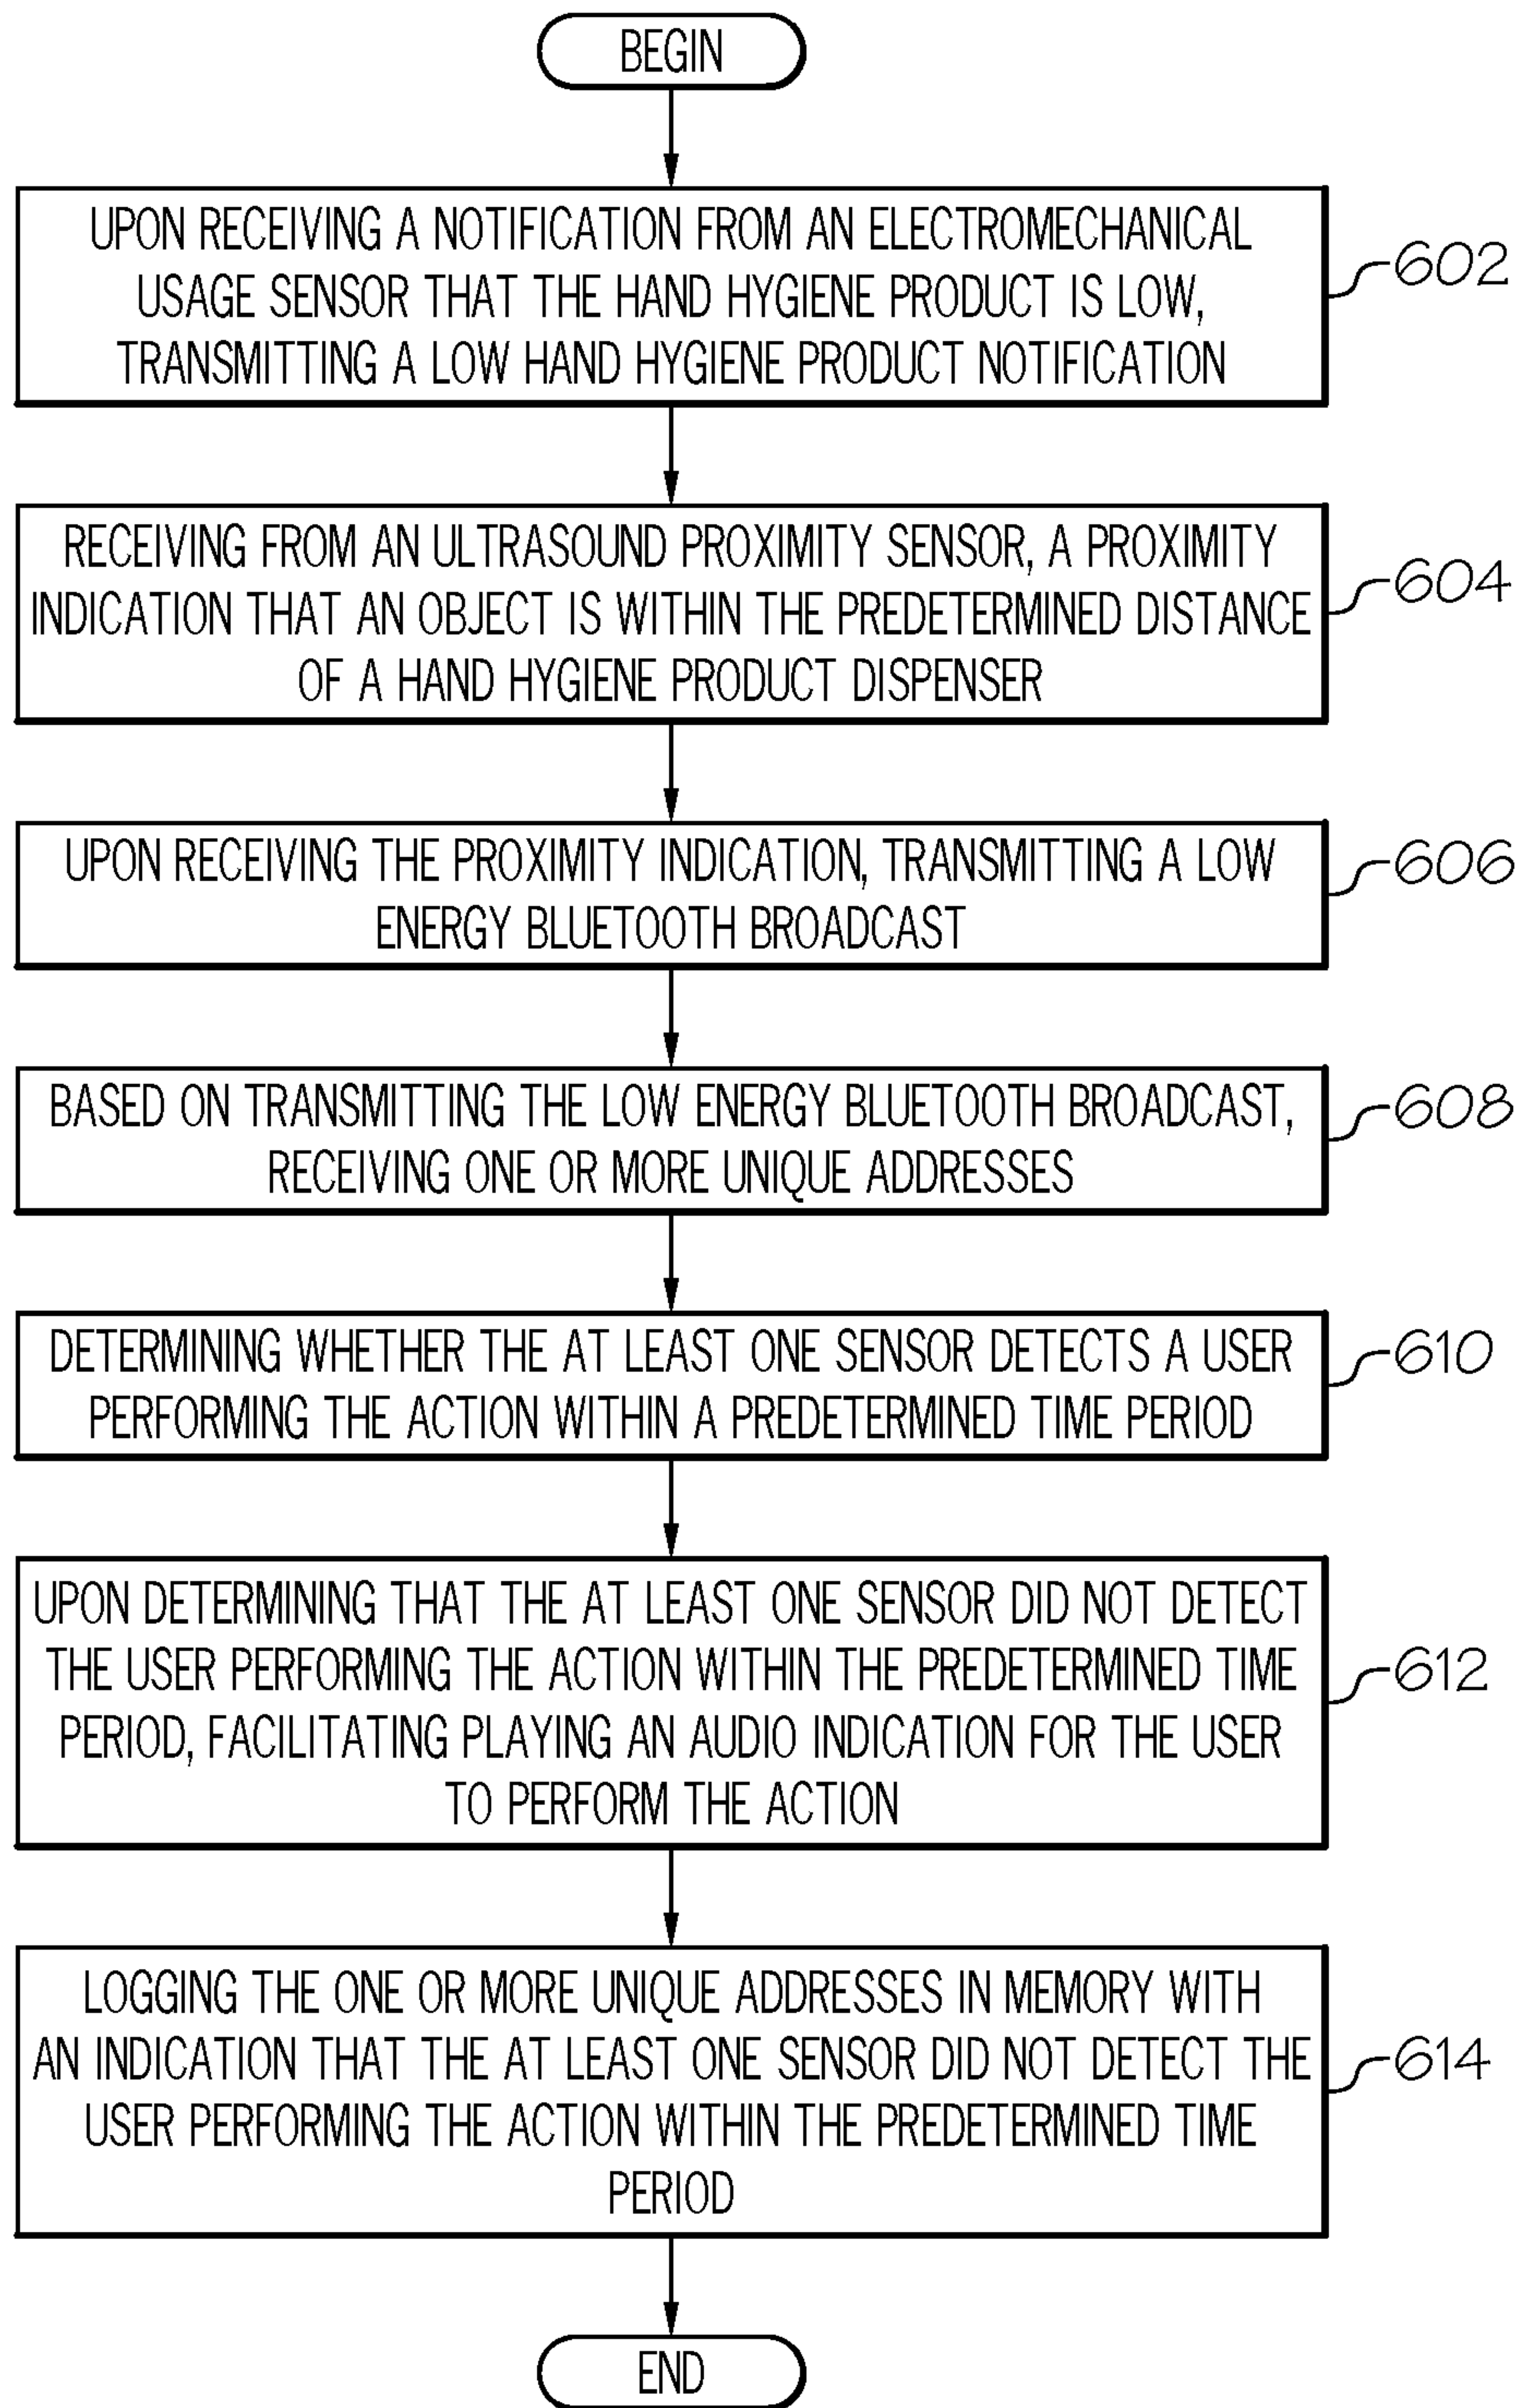 BEGIN
UPON RECEIVING A NOTIFICATION FROM AN ELECTROMECHANICAL
USAGE SENSOR THAT THE HAND HYGIENE PRODUCT IS LOW,
TRANSMITTING A LOW HAND HYGIENE PRODUCT NOTIFICATION
602
RECEIVING FROM AN ULTRASOUND PROXIMITY SENSOR, A PROXIMITY
INDICATION THAT AN OBJECT IS WITHIN THE PREDETERMINED DISTANCE
OF A HAND HYGIENE PRODUCT DISPENSER
604
UPON RECEIVING THE PROXIMITY INDICATION, TRANSMITTING A LOW
ENERGY BLUETOOTH BROADCAST
606
BASED ON TRANSMITTING THE LOW ENERGY BLUETOOTH BROADCAST,
RECEIVING ONE OR MORE UNIQUE ADDRESSES
608
DETERMINING WHETHER THE AT LEAST ONE SENSOR DETECTS A USER
PERFORMING THE ACTION WITHIN A PREDETERMINED TIME PERIOD
610
UPON DETERMINING THAT THE AT LEAST ONE SENSOR DID NOT DETECT
THE USER PERFORMING THE ACTION WITHIN THE PREDETERMINED TIME
PERIOD, FACILITATING PLAYING AN AUDIO INDICATION FOR THE USER
TO PERFORM THE ACTION
612
LOGGING THE ONE OR MORE UNIQUE ADDRESSES IN MEMORY WITH
AN INDICATION THAT THE AT LEAST ONE SENSOR DID NOT DETECT THE
USER PERFORMING THE ACTION WITHIN THE PREDETERMINED TIME
PERIOD
614
END